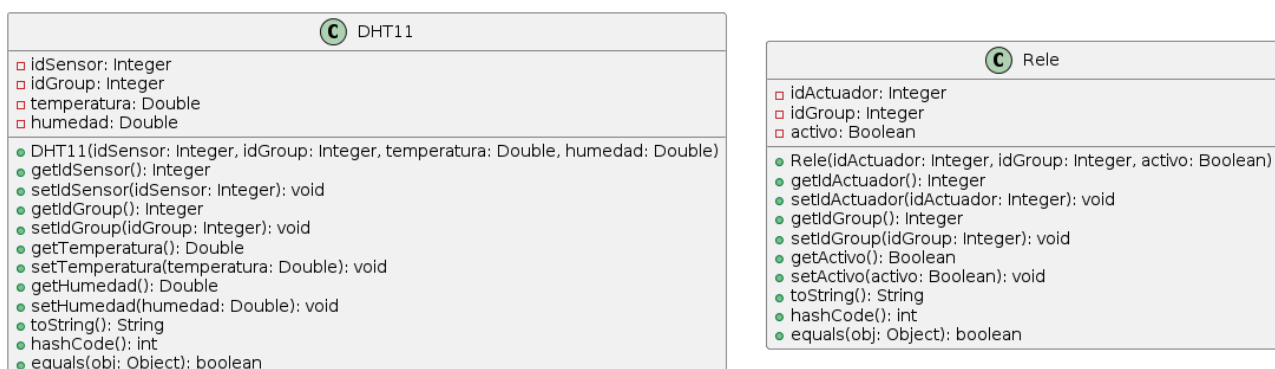 C DHT11
idSensor: Integer
idGroup: Integer
temperatura: Double
humedad: Double
DHT11(idSensor: Integer, idGroup: Integer, temperatura: Double, humedad: Double)
getIdSensor(): Integer
setIdSensor(idSensor: Integer): void
getIdGroup(): Integer
setIdGroup(idGroup: Integer): void
getTemperatura(): Double
setTemperatura(temperatura: Double): void
getHumedad(): Double
setHumedad(humedad: Double): void
toString(): String
hashCode(): int
equals(obj: Object): boolean
C Rele
idActuador: Integer
idGroup: Integer
activo: Boolean
Rele(idActuador: Integer, idGroup: Integer, activo: Boolean)
getIdActuador(): Integer
setIdActuador(idActuador: Integer): void
getIdGroup(): Integer
setIdGroup(idGroup: Integer): void
getActivo(): Boolean
setActivo(activo: Boolean): void
toString(): String
hashCode(): int
equals(obj: Object): boolean